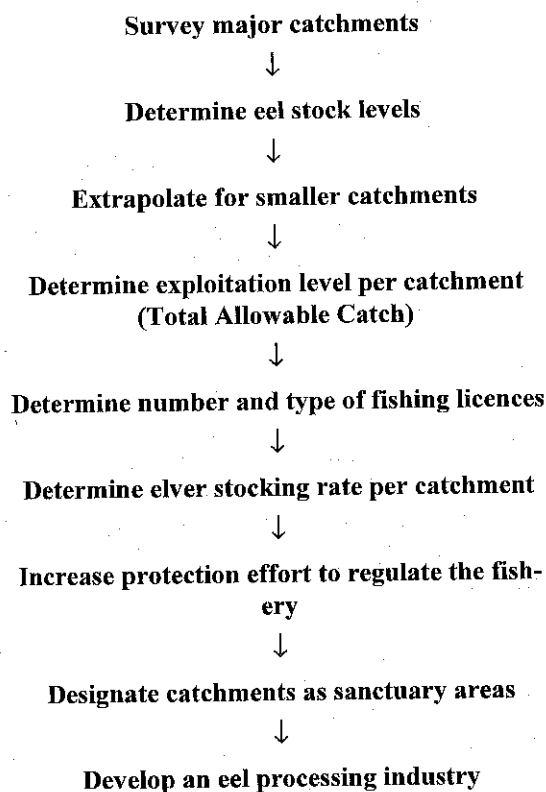 Survey major catchments
↓
Determine eel stock levels
↓
Extrapolate for smaller catchments
↓
Determine exploitation level per catchment
(Total Allowable Catch)
↓
Determine number and type of fishing licences
↓
Determine elver stocking rate per catchment
↓
Increase protection effort to regulate the fish-
ery
↓
Designate catchments as sanctuary areas
↓
Develop an eel processing industry